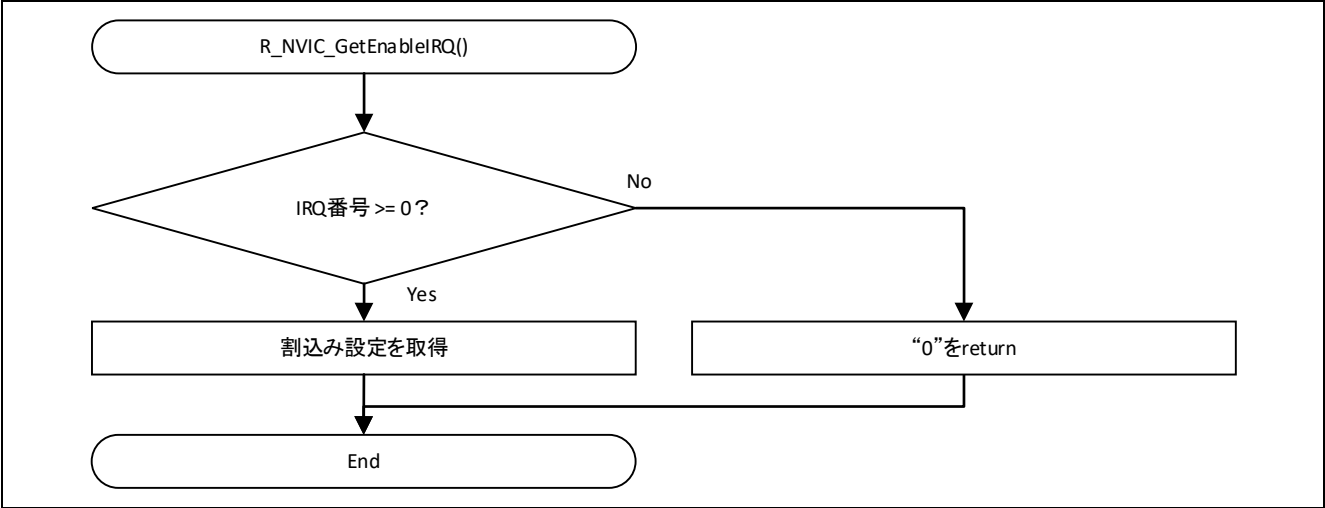 R_NVIC_GetEnableIRQ()
IRQ番号 >= 0？
No
Yes
割込み設定を取得
“0”をreturn
End